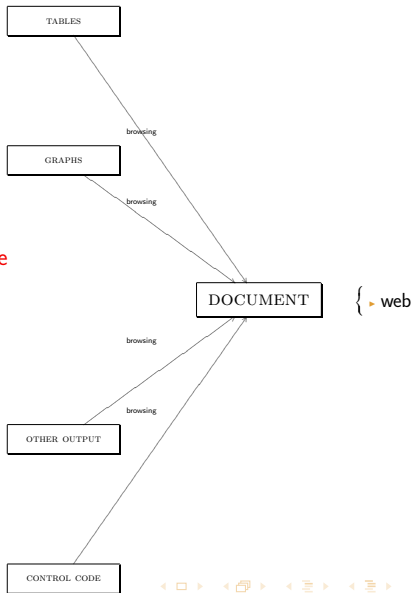 TABLES
browsing
GRAPHS
browsing
e
DOCUMENT
{ ▸ web
browsing
browsing
OTHER OUTPUT
CONTROL CODE